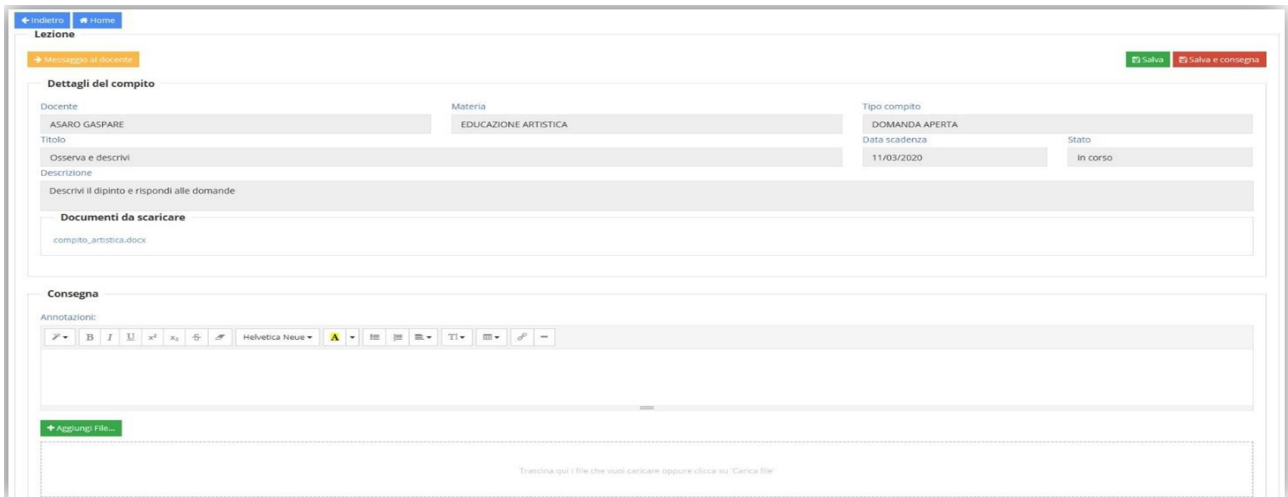 Indietro Home
Lezione
Messaggio al docente Salva Salva e consegna
Dettagli del compito
Docente Materia Tipo compito
ASARO GASPARE EDUCAZIONE ARTISTICA DOMANDA APERTA
Titolo Data scadenza Stato
Osserva e descrivi 11/03/2020 In corso
Descrizione
Descrivi il dipinto e rispondi alle domande
Documenti da scaricare
compito_artistica.docx
Consegna
Annotazioni:
B I U x² x₂ S Helvetica Neue A TI
Aggiungi File...
Trascina qui i file che vuoi caricare oppure clicca su 'Carica file'